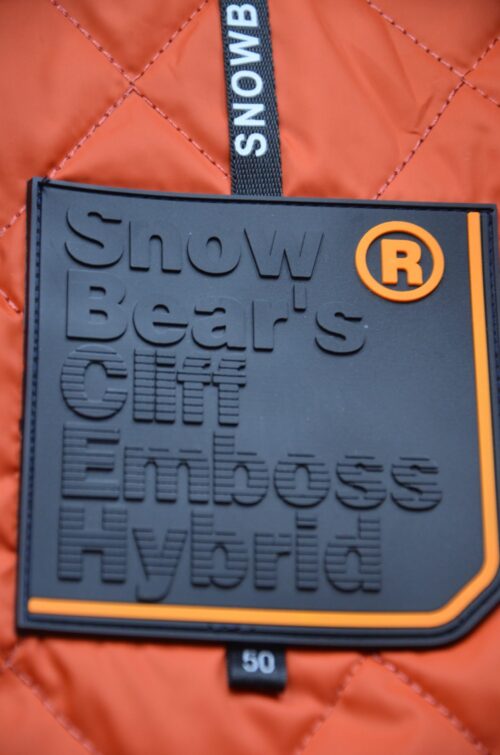 SNOWB
Snow ®
Bear's
Cliff
Emboss
Hybrid
50